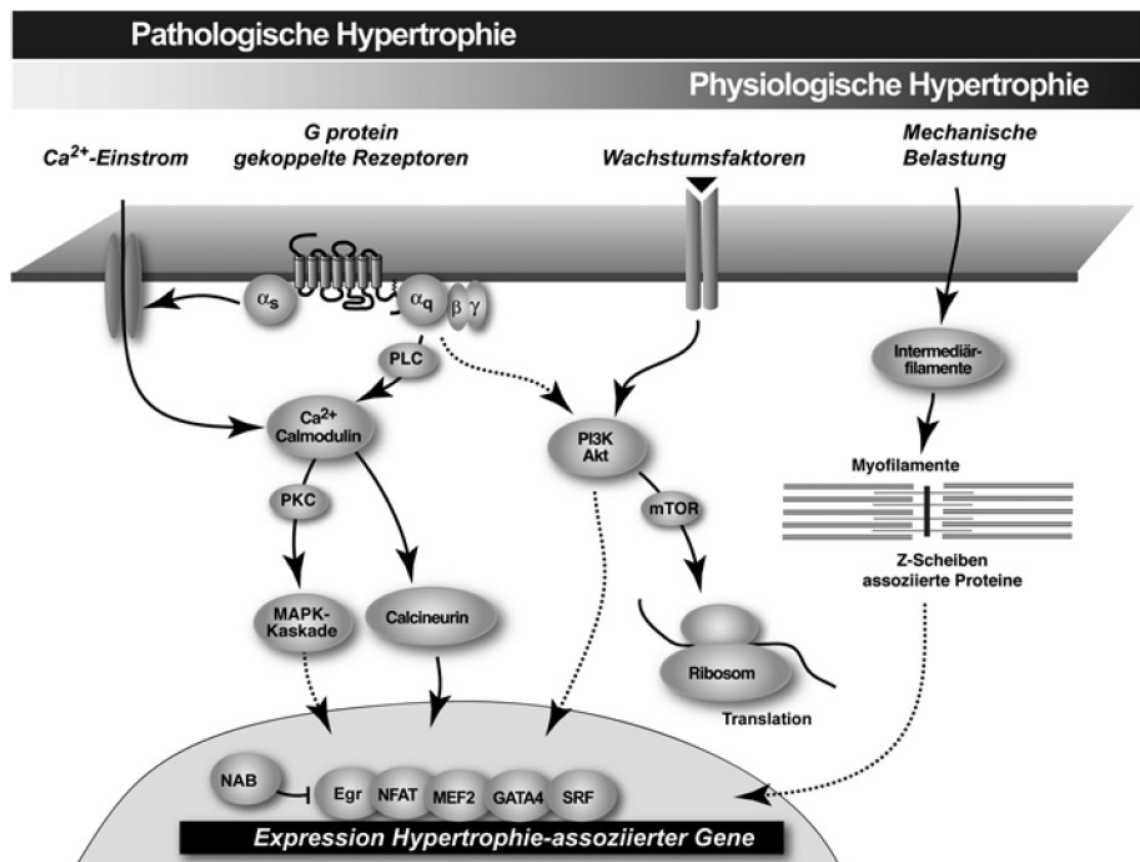 Pathologische Hypertrophie
Physiologische Hypertrophie
Ca2+-Einstrom
G protein
gekoppelte Rezeptoren
Wachstumsfaktoren
Mechanische
Belastung
αs
αq
β
γ
PLC
Intermediär-
filamente
Ca2+
Calmodulin
PI3K
Akt
Myofilamente
PKC
mTOR
Z-Scheiben
assoziierte Proteine
MAPK-
Kaskade
Calcineurin
Ribosom
Translation
NAB
Egr
NFAT
MEF2
GATA4
SRF
Expression Hypertrophie-assoziierter Gene